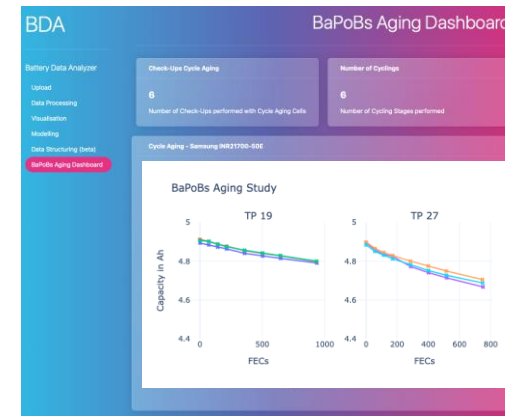 BDA
BaPoBs Aging Dashboard
Battery Data Analyzer
Upload
Data Processing
Visualisation
Modelling
Data Structuring (beta)
BaPoBs Aging Dashboard
Check-Ups Cycle Aging
6
Number of Check-Ups performed with Cycle Aging Cells
Number of Cyclings
6
Number of Cycling Stages performed
Cycle Aging - Samsung INR21700-50E
BaPoBs Aging Study
TP 19
TP 27
5
4.8
4.6
4.4
Capacity in Ah
0
500
1000
FECs
5
4.8
4.6
4.4
0
200
400
600
800
FECs